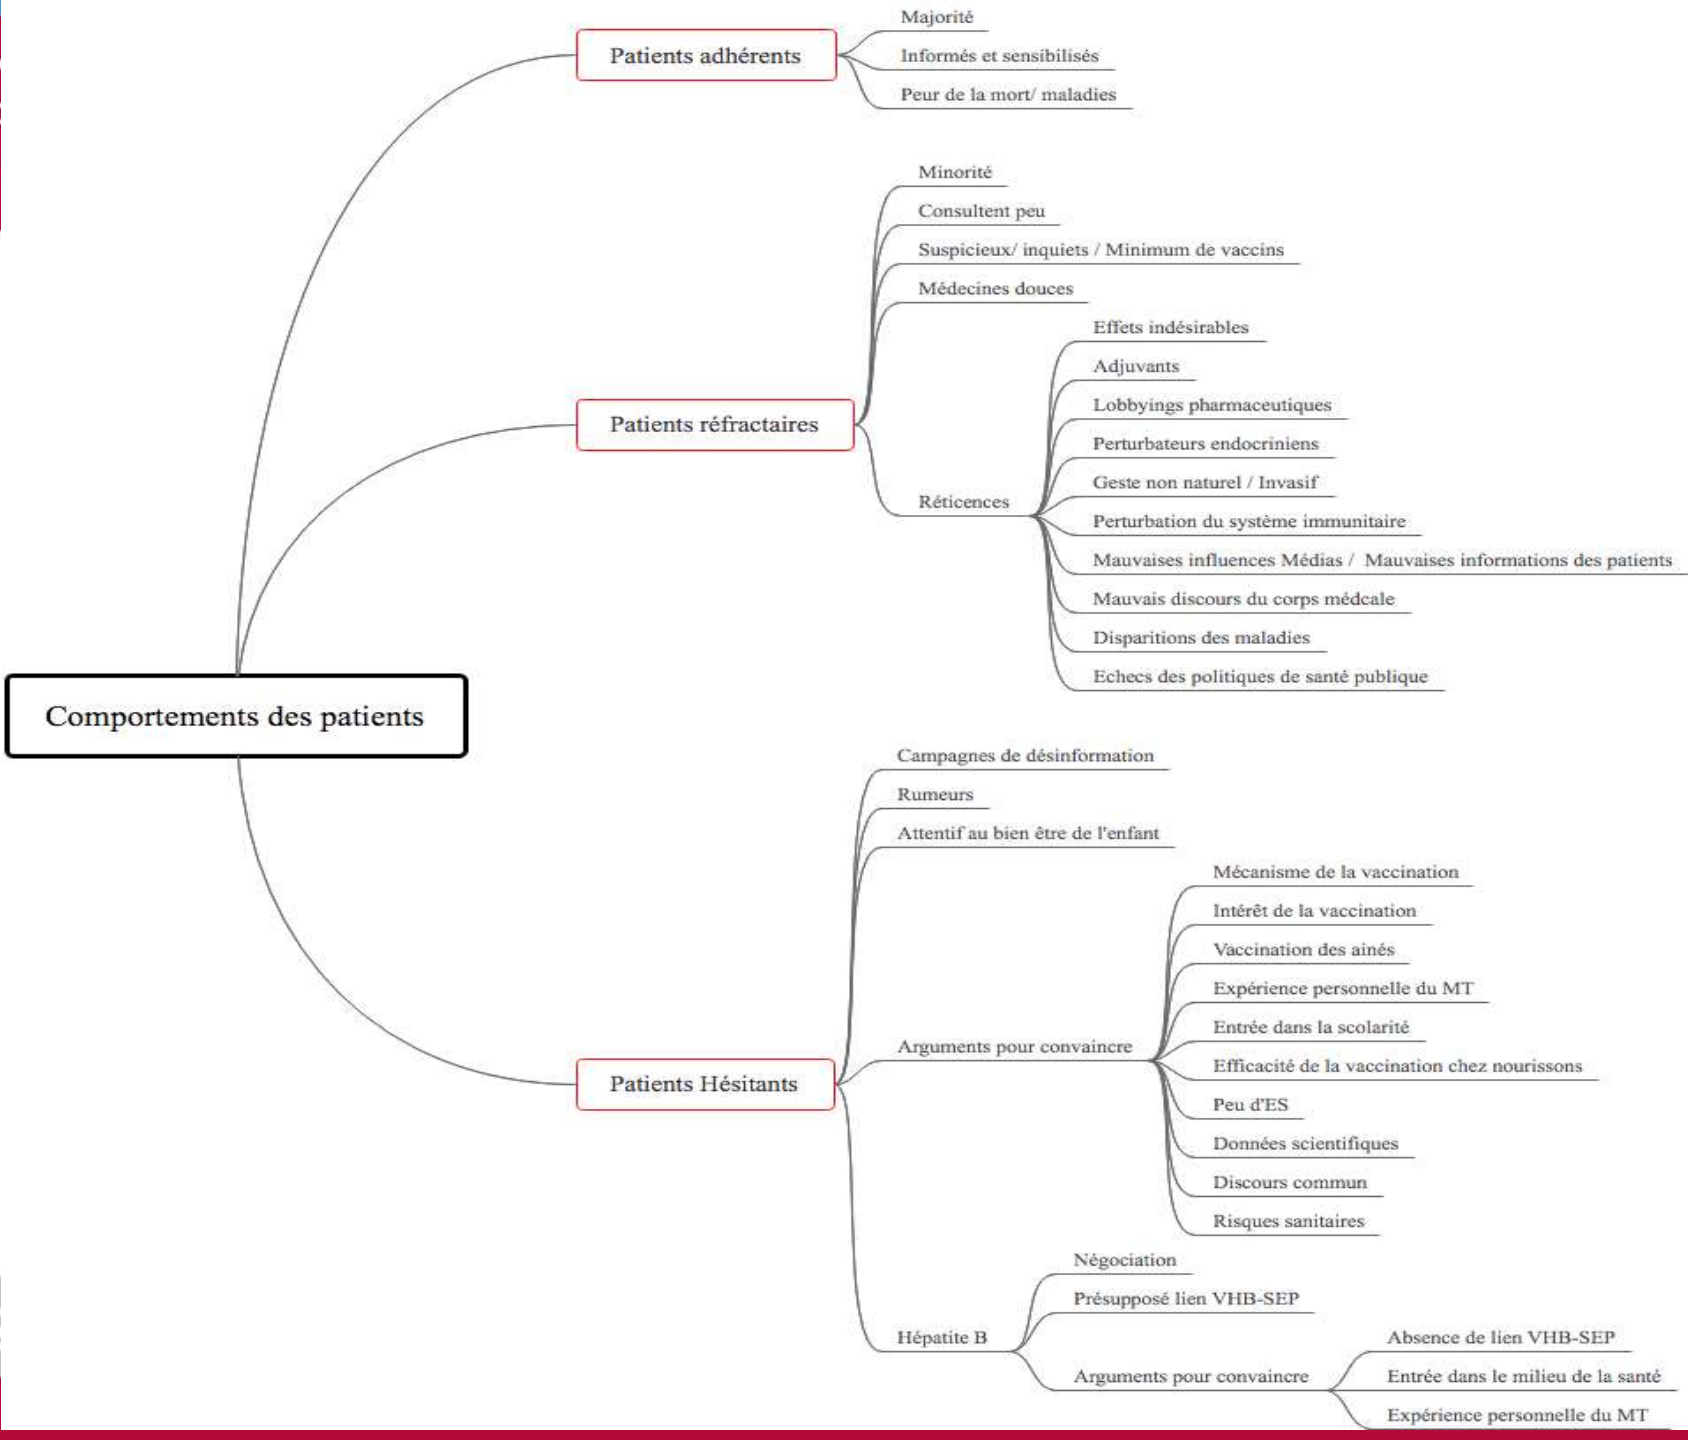 Comportements des patients
Patients adhérents
Majorité
Informés et sensibilisés
Peur de la mort/ maladies
Patients réfractaires
Minorité
Consultent peu
Suspicieux/ inquiets / Minimum de vaccins
Médecines douces
Réticences
Effets indésirables
Adjuvants
Lobbyings pharmaceutiques
Perturbateurs endocriniens
Geste non naturel / Invasif
Perturbation du système immunitaire
Mauvaises influences Médias / Mauvaises informations des patients
Mauvais discours du corps médcale
Disparitions des maladies
Echecs des politiques de santé publique
Patients Hésitants
Campagnes de désinformation
Rumeurs
Attentif au bien être de l'enfant
Arguments pour convaincre
Mécanisme de la vaccination
Intérêt de la vaccination
Vaccination des ainés
Expérience personnelle du MT
Entrée dans la scolarité
Efficacité de la vaccination chez nourissons
Peu d'ES
Données scientifiques
Discours commun
Risques sanitaires
Hépatite B
Négociation
Présupposé lien VHB-SEP
Arguments pour convaincre
Absence de lien VHB-SEP
Entrée dans le milieu de la santé
Expérience personnelle du MT